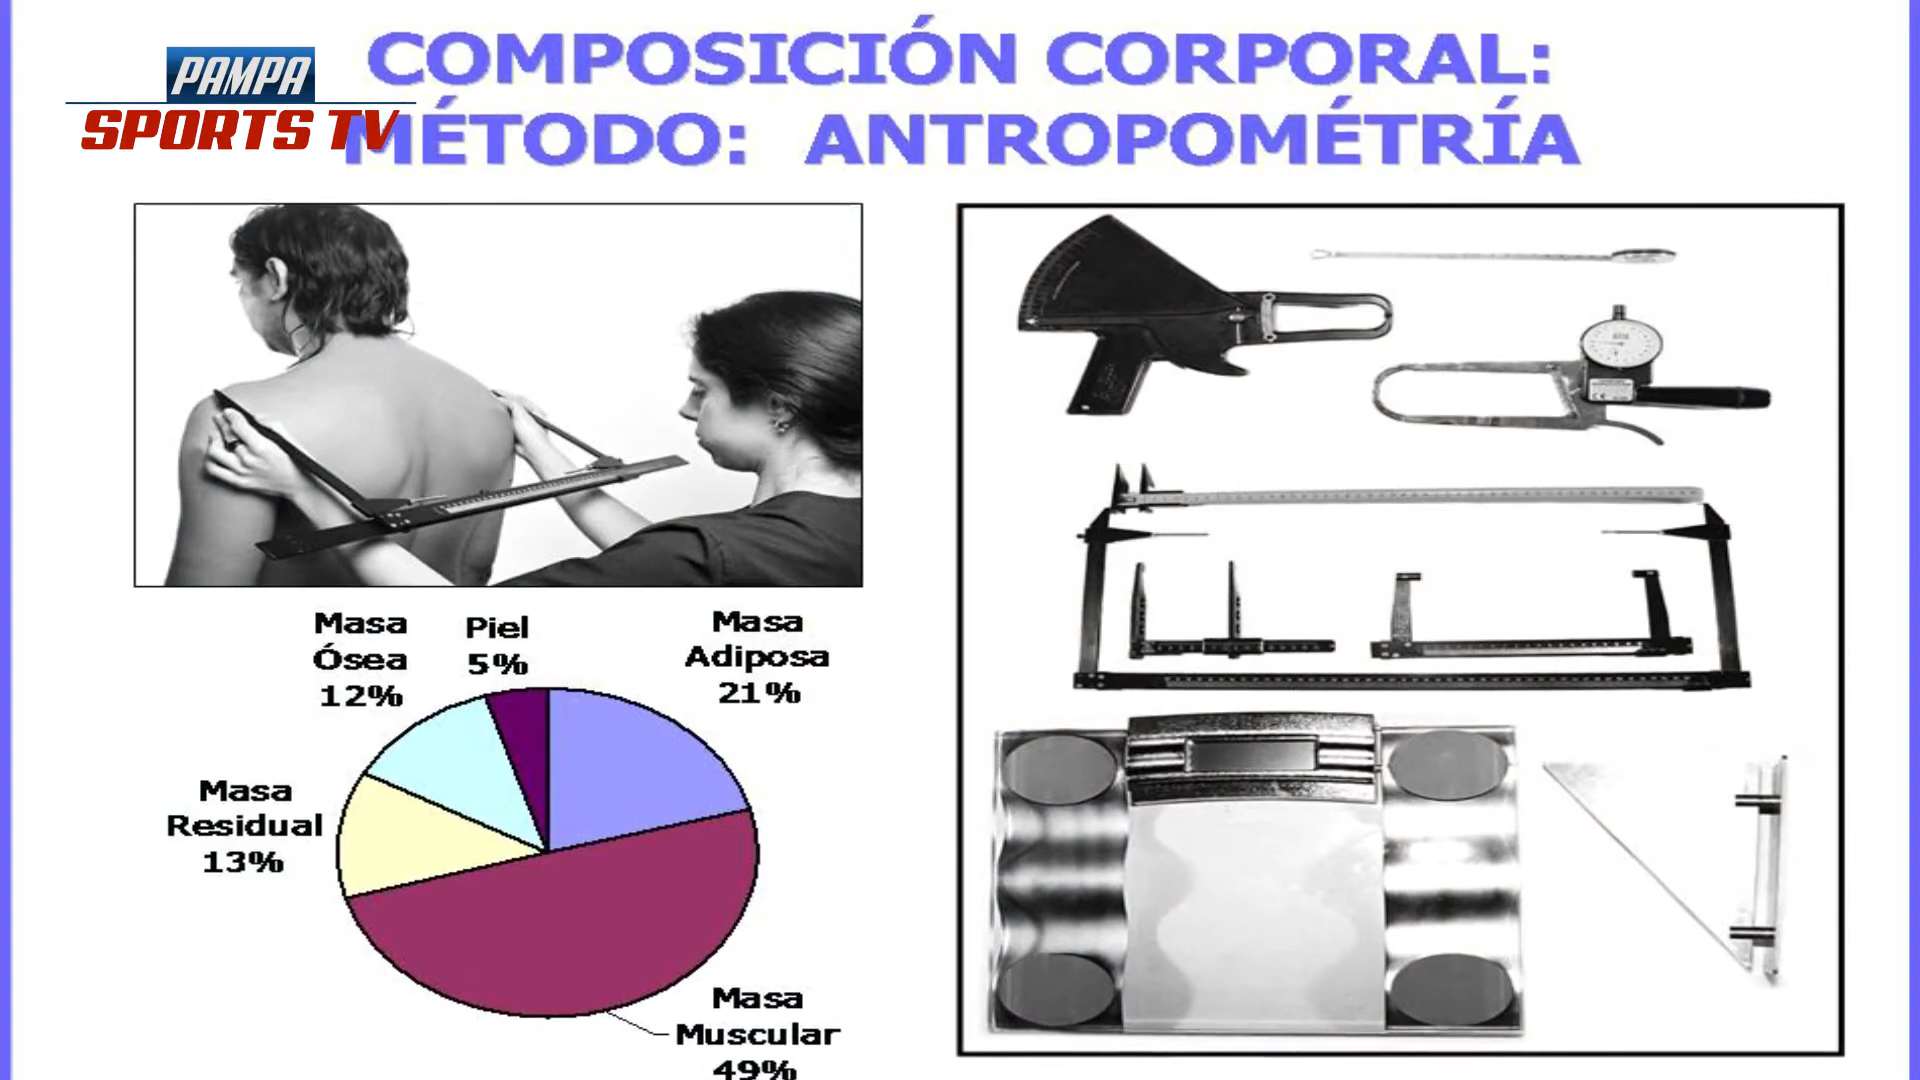 PAMPA
SPORTS TV
COMPOSICIÓN CORPORAL:
MÉTODO: ANTROPOMÉTRÍA
Masa
Ósea
12%
Piel
5%
Masa
Adiposa
21%
Masa
Residual
13%
Masa
Muscular
49%